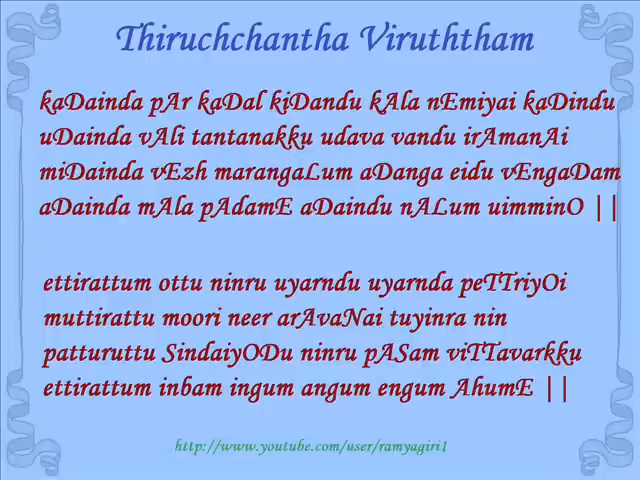 Thiruchchantha Viruththam
kaDainda pAr kaDal kiDandu kAla nEmiyai kaDindu
uDainda vAli tantanakku udava vandu irAmanAi
miDainda vEzh marangaLum aDanga eidu vEngaDam
aDainda mAla pAdamE aDaindu nALum uimminO ||
ettirattum ottu ninru uyarndu uyarnda peTTriyOi
muttirattu moori neer arAvaNai tuyinra nin
patturuttu SindaiyODu ninru pASam viTTavarkku
ettirattum inbam ingum angum engum AhumE ||
http://www.youtube.com/user/ramyagiri1